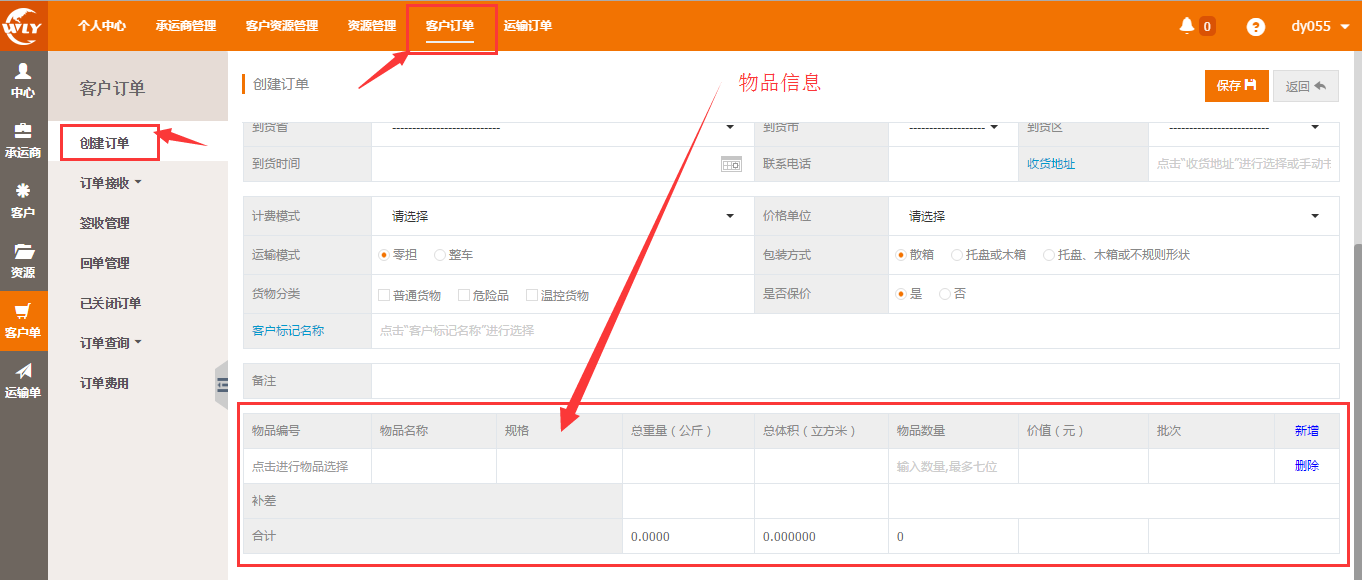 WLY 个人中心 承运商管理 客户资源管理 资源管理 客户订单 运输订单 0 ? dy055
中心
承运商
客户
资源
客户单
运输单
客户订单
创建订单
订单接收
签收管理
回单管理
已关闭订单
订单查询
订单费用
创建订单 物品信息 保存 返回
到货省 --------------------------- 到货市 ------------------- 到货区 -------------------------
到货时间 联系电话 收货地址 点击"收货地址"进行选择或手动书
计费模式 请选择 价格单位 请选择
运输模式 零担 整车 包装方式 散箱 托盘或木箱 托盘、木箱或不规则形状
货物分类 普通货物 危险品 温控货物 是否保价 是 否
客户标记名称 点击"客户标记名称"进行选择
备注
物品编号 物品名称 规格 总重量（公斤） 总体积（立方米） 物品数量 价值（元） 批次 新增
点击进行物品选择 输入数量,最多七位 删除
补差
合计 0.0000 0.000000 0